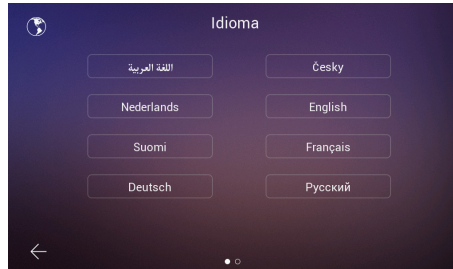 Idioma
اللغة العربية
Česky
Nederlands
English
Suomi
Français
Deutsch
Русский